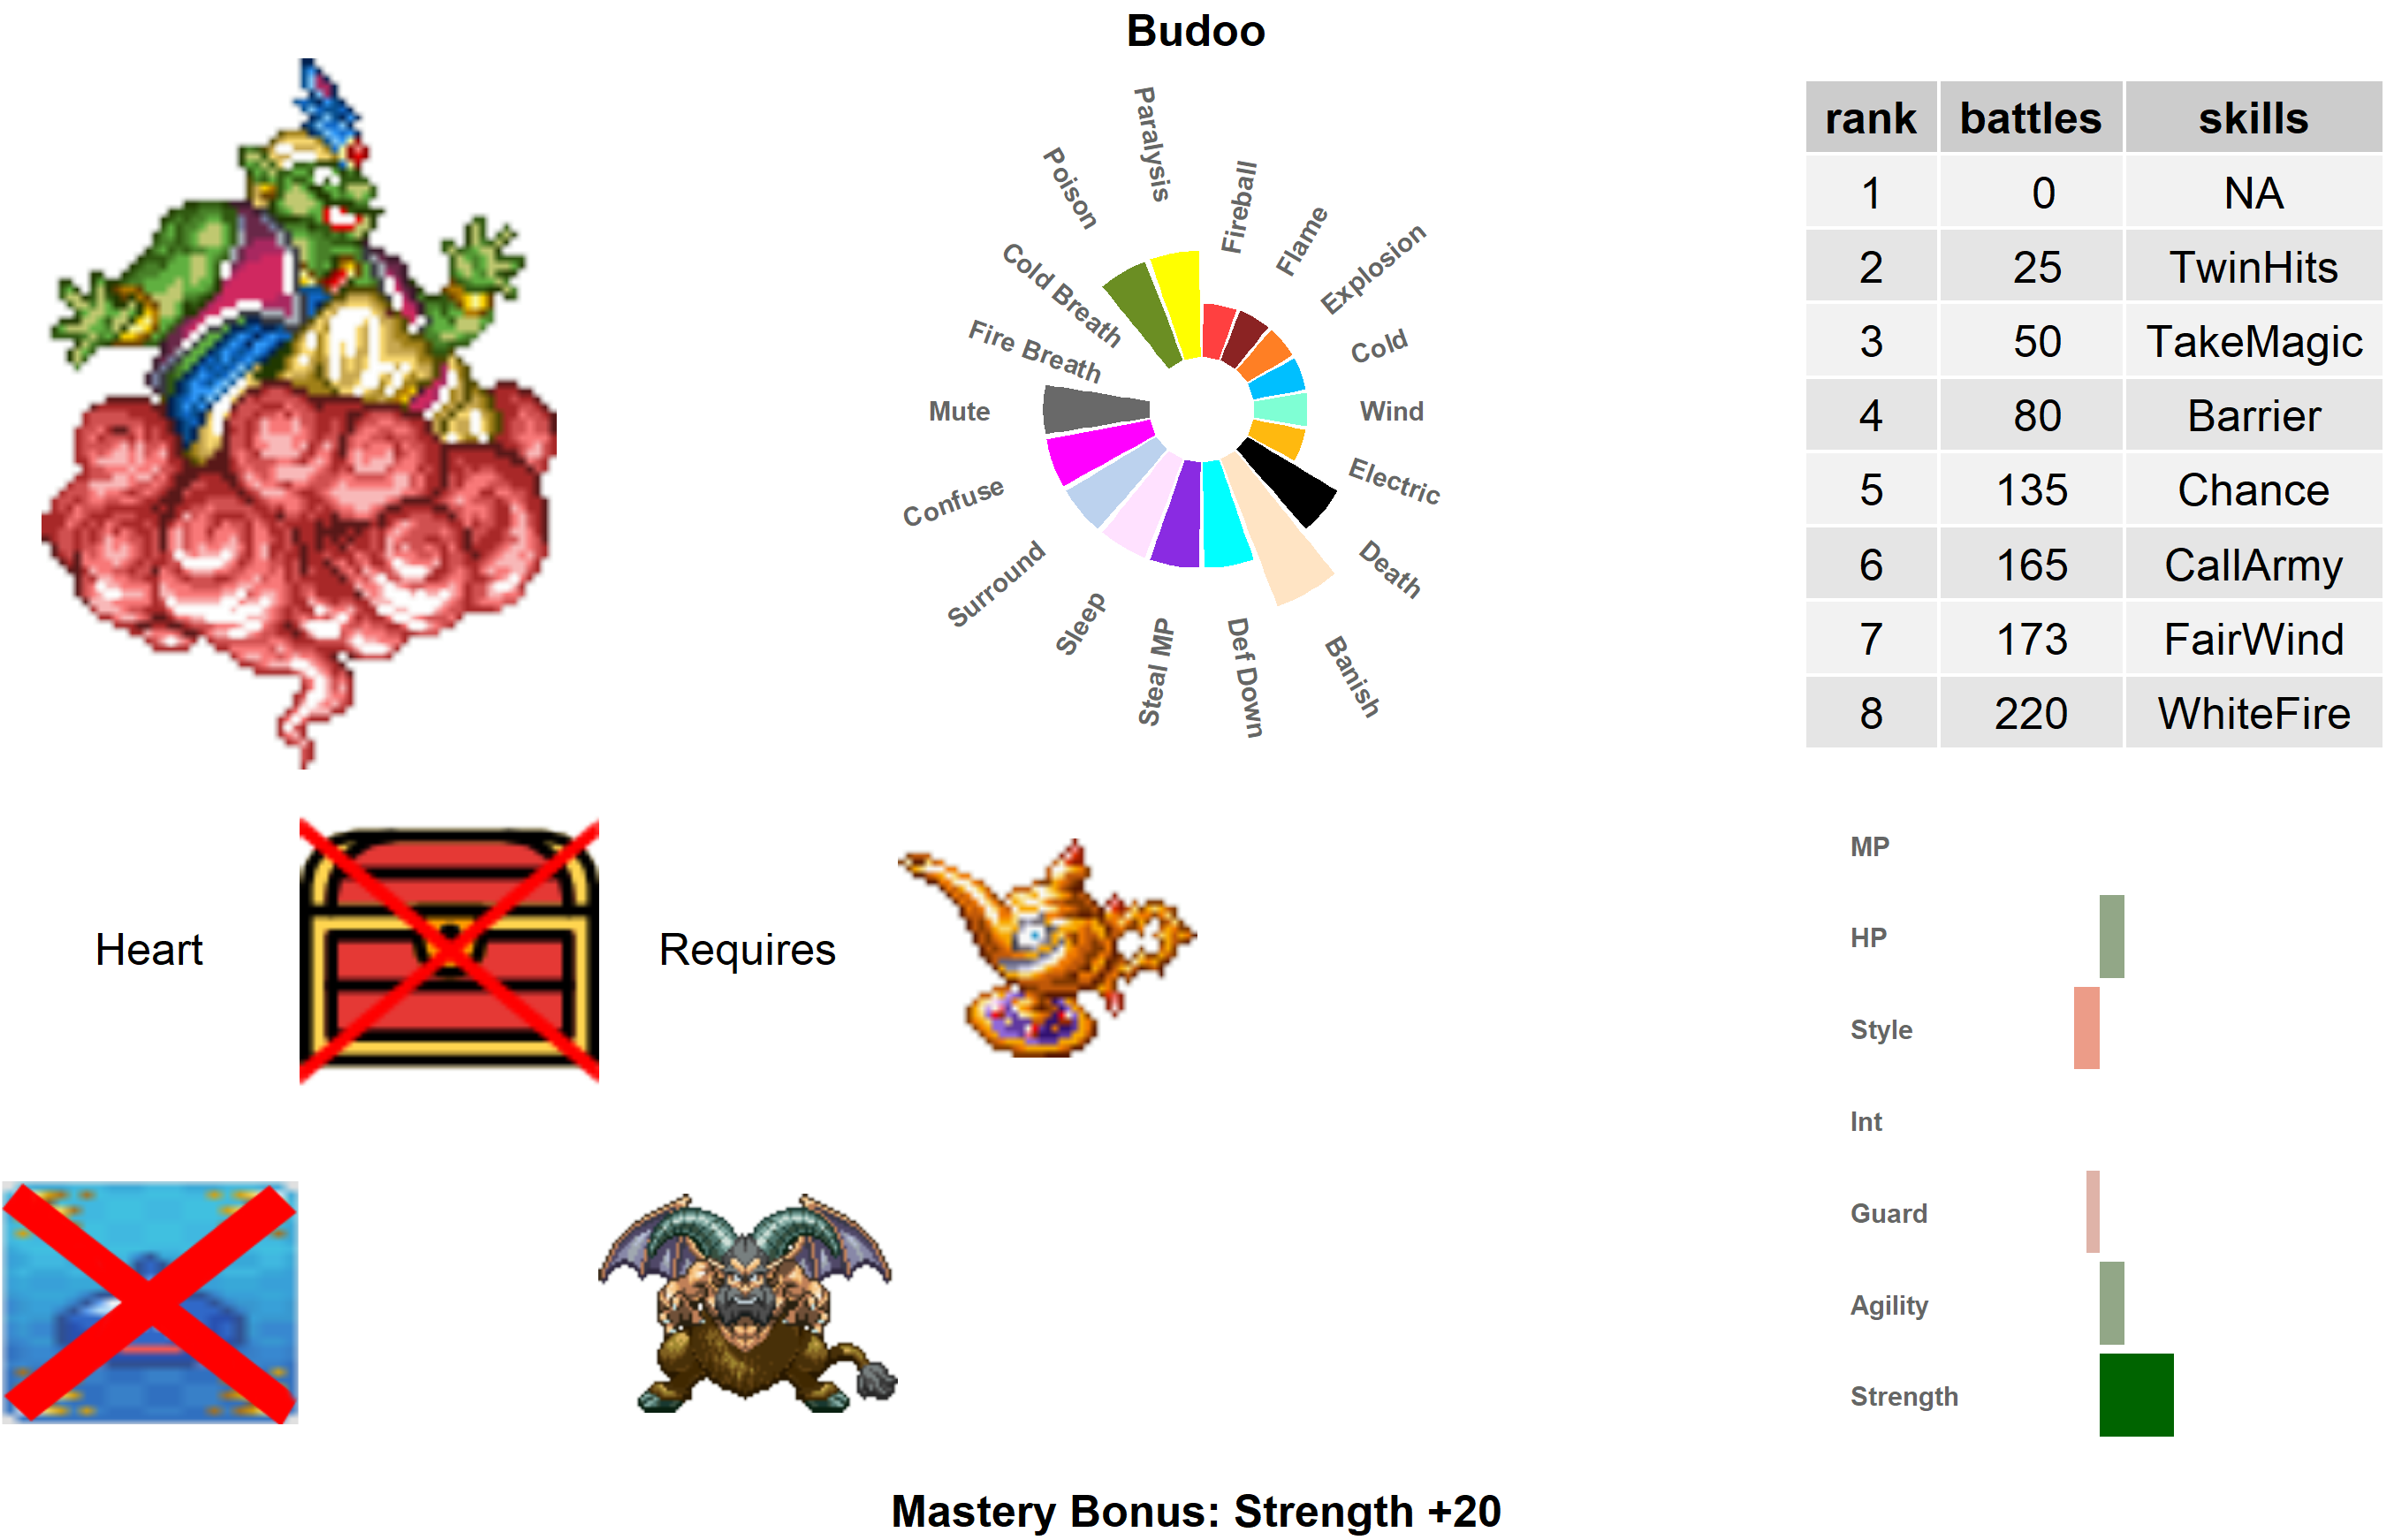 Budoo
Paralysis
Poison
Fireball
Flame
Explosion
Cold Breath
Cold
Fire Breath
Mute
Wind
Confuse
Electric
Surround
Death
Sleep
Steal MP
Def Down
Banish
rank battles skills
1 0 NA
2 25 TwinHits
3 50 TakeMagic
4 80 Barrier
5 135 Chance
6 165 CallArmy
7 173 FairWind
8 220 WhiteFire
Heart
Requires
MP
HP
Style
Int
Guard
Agility
Strength
Mastery Bonus: Strength +20